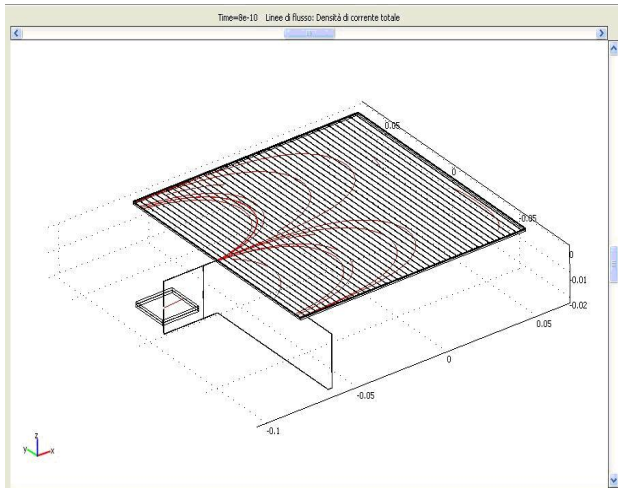 Time=8e-10 Linee di flusso: Densità di corrente totale
0.05
0
-0.05
0
-0.01
-0.02
0.05
0
-0.05
-0.1
z
y
x